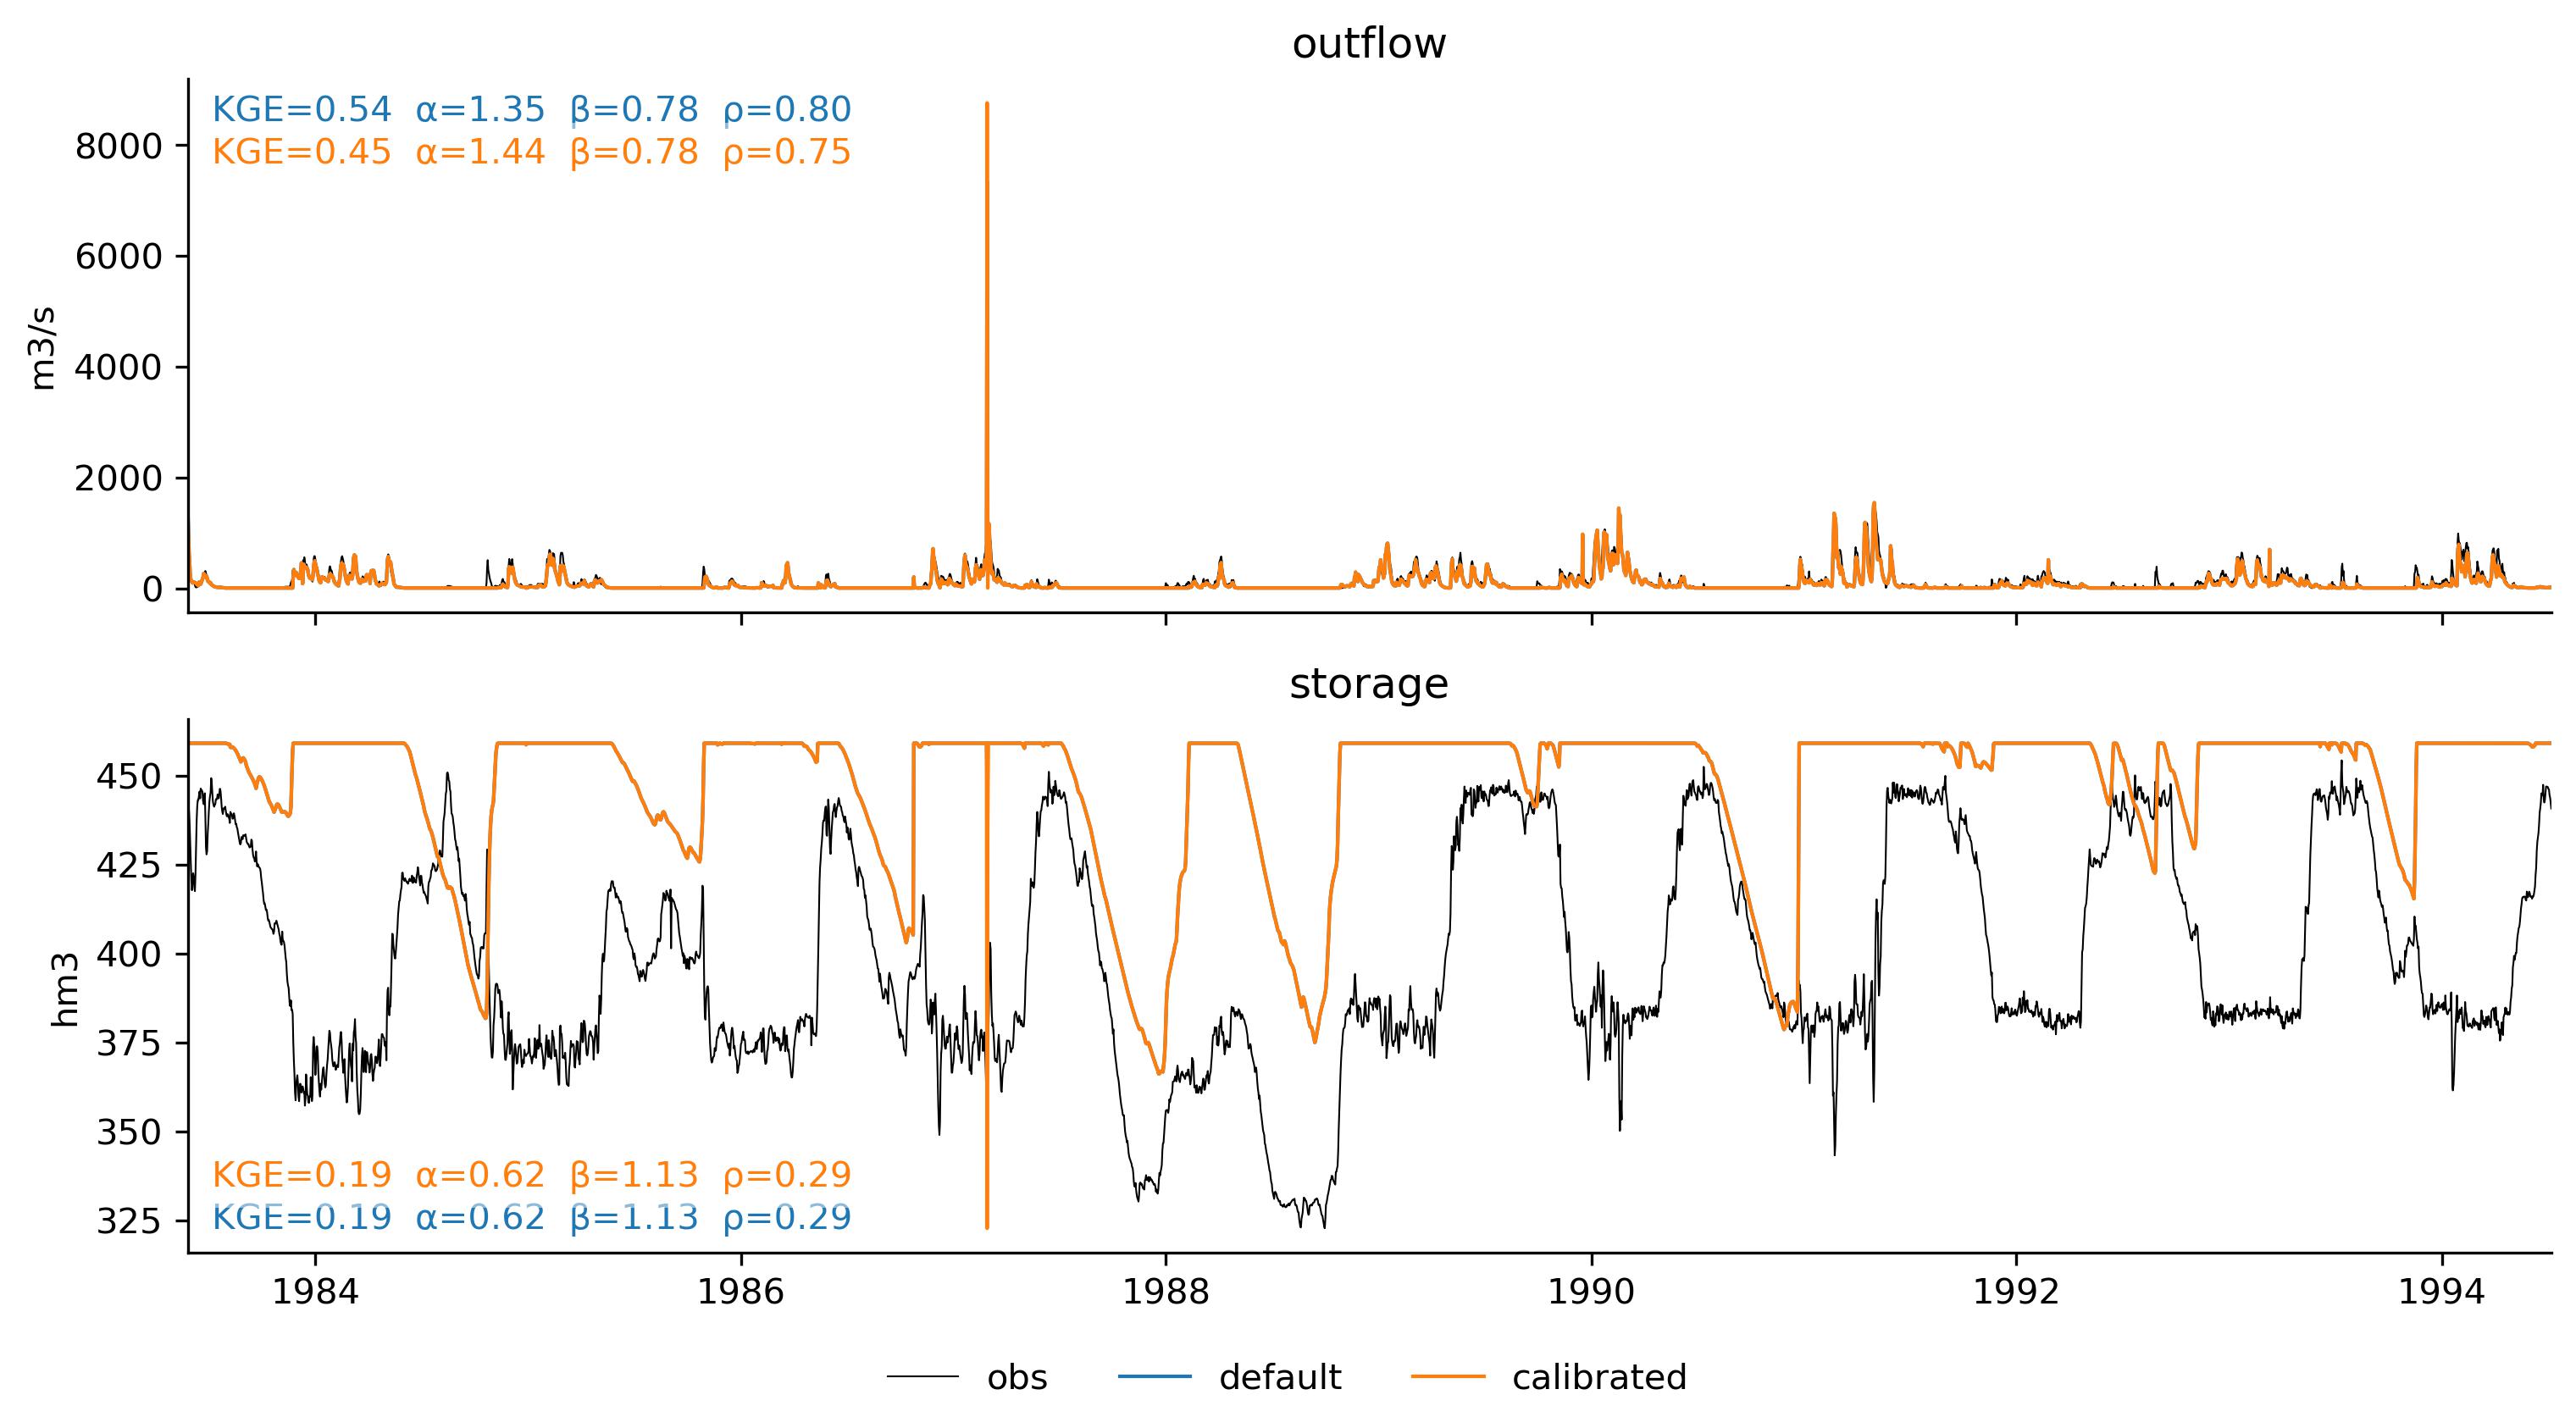 outflow
KGE=0.54 α=1.35 β=0.78 ρ=0.80
KGE=0.45 α=1.44 β=0.78 ρ=0.75
8000
6000
4000
2000
0
m3/s
storage
450
425
400
375
350
325
hm3
KGE=0.19 α=0.62 β=1.13 ρ=0.29
KGE=0.19 α=0.62 β=1.13 ρ=0.29
1984 1986 1988 1990 1992 1994
obs default calibrated